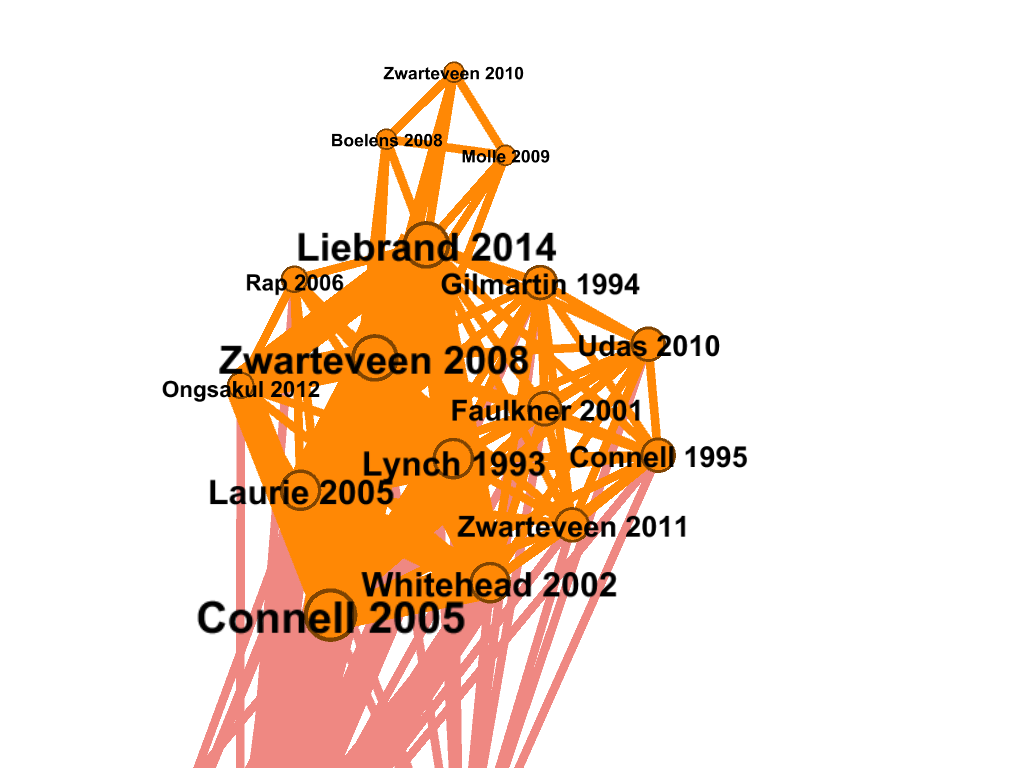 Zwarteveen 2010
Boelens 2008
Molle 2009
Liebrand 2014
Rap 2006
Gilmartin 1994
Udas 2010
Zwarteveen 2008
Ongsakul 2012
Faulkner 2001
Lynch 1993
Connell 1995
Laurie 2005
Zwarteveen 2011
Whitehead 2002
Connell 2005